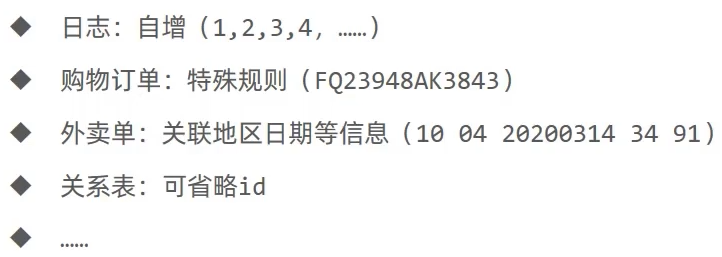 ◆ 日志：自增（1,2,3,4，……）
◆ 购物订单：特殊规则（FQ23948AK3843）
◆ 外卖单：关联地区日期等信息（10 04 20200314 34 91）
◆ 关系表：可省略id
◆ ……